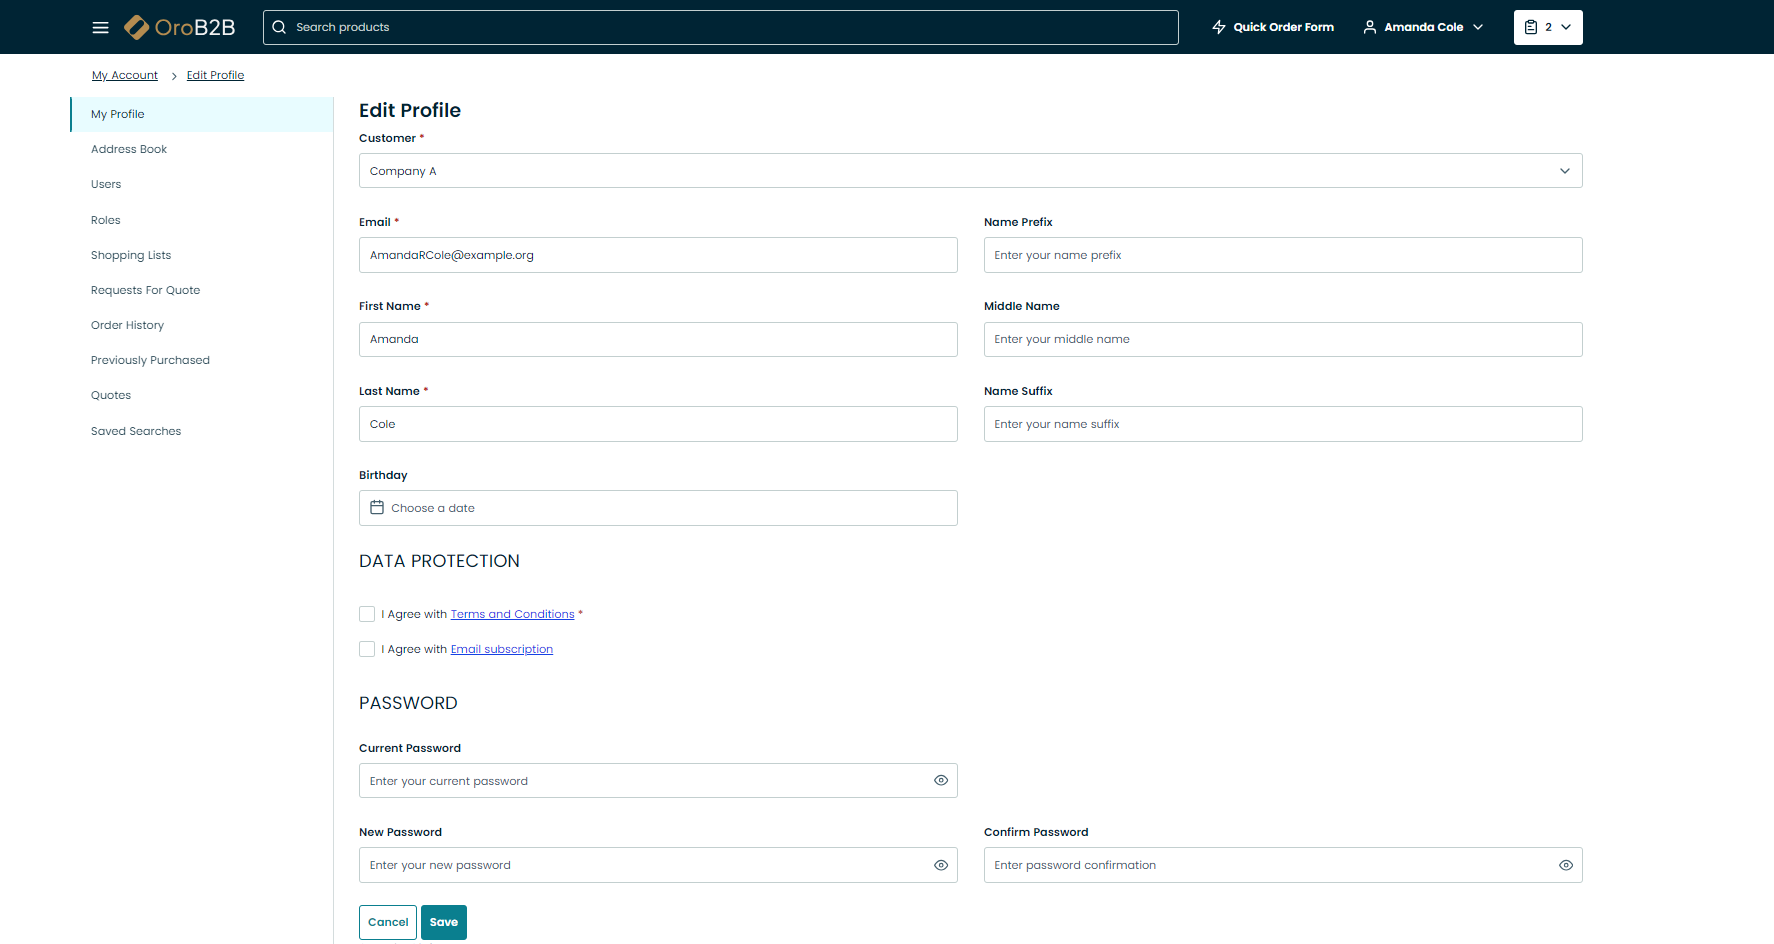 OroB2B
Search products
Quick Order Form
Amanda Cole
2
My Account > Edit Profile
My Profile
Address Book
Users
Roles
Shopping Lists
Requests For Quote
Order History
Previously Purchased
Quotes
Saved Searches
Edit Profile
Customer *
Company A
Email *
AmandaRCole@example.org
Name Prefix
Enter your name prefix
First Name *
Amanda
Middle Name
Enter your middle name
Last Name *
Cole
Name Suffix
Enter your name suffix
Birthday
Choose a date
DATA PROTECTION
I Agree with Terms and Conditions *
I Agree with Email subscription
PASSWORD
Current Password
Enter your current password
New Password
Enter your new password
Confirm Password
Enter password confirmation
Cancel
Save